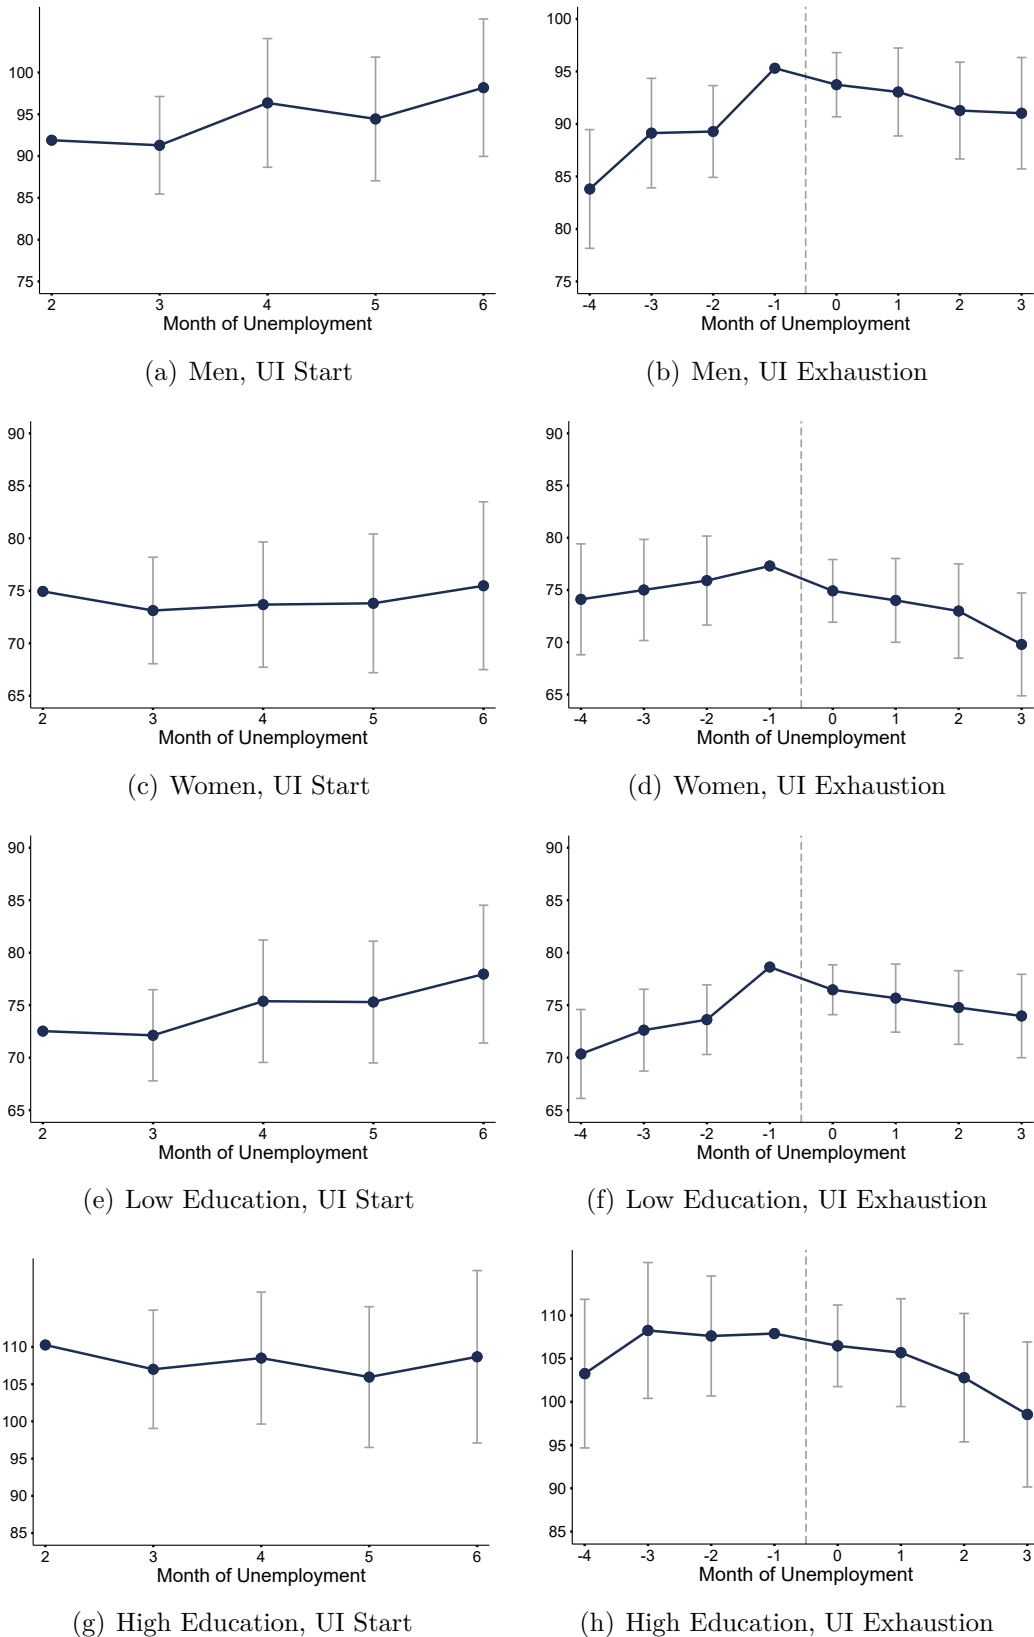 100
95
90
85
80
75
2 3 4 5 6
Month of Unemployment
(a) Men, UI Start
100
95
90
85
80
75
-4 -3 -2 -1 0 1 2 3
Month of Unemployment
(b) Men, UI Exhaustion
90
85
80
75
70
65
2 3 4 5 6
Month of Unemployment
(c) Women, UI Start
90
85
80
75
70
65
-4 -3 -2 -1 0 1 2 3
Month of Unemployment
(d) Women, UI Exhaustion
90
85
80
75
70
65
2 3 4 5 6
Month of Unemployment
(e) Low Education, UI Start
90
85
80
75
70
65
-4 -3 -2 -1 0 1 2 3
Month of Unemployment
(f) Low Education, UI Exhaustion
110
105
100
95
90
85
2 3 4 5 6
Month of Unemployment
(g) High Education, UI Start
110
105
100
95
90
85
-4 -3 -2 -1 0 1 2 3
Month of Unemployment
(h) High Education, UI Exhaustion